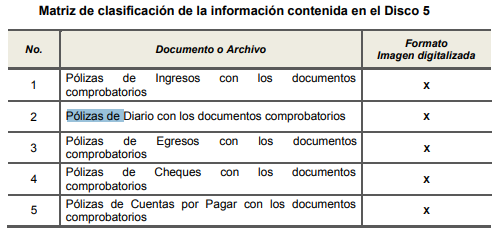 Matriz de clasificación de la información contenida en el Disco 5
No. Documento o Archivo Formato
Imagen digitalizada
1 Pólizas de Ingresos con los documentos x
comprobatorios
2 Pólizas de Diario con los documentos comprobatorios x
3 Pólizas de Egresos con los documentos x
comprobatorios
4 Pólizas de Cheques con los documentos x
comprobatorios
5 Pólizas de Cuentas por Pagar con los documentos x
comprobatorios